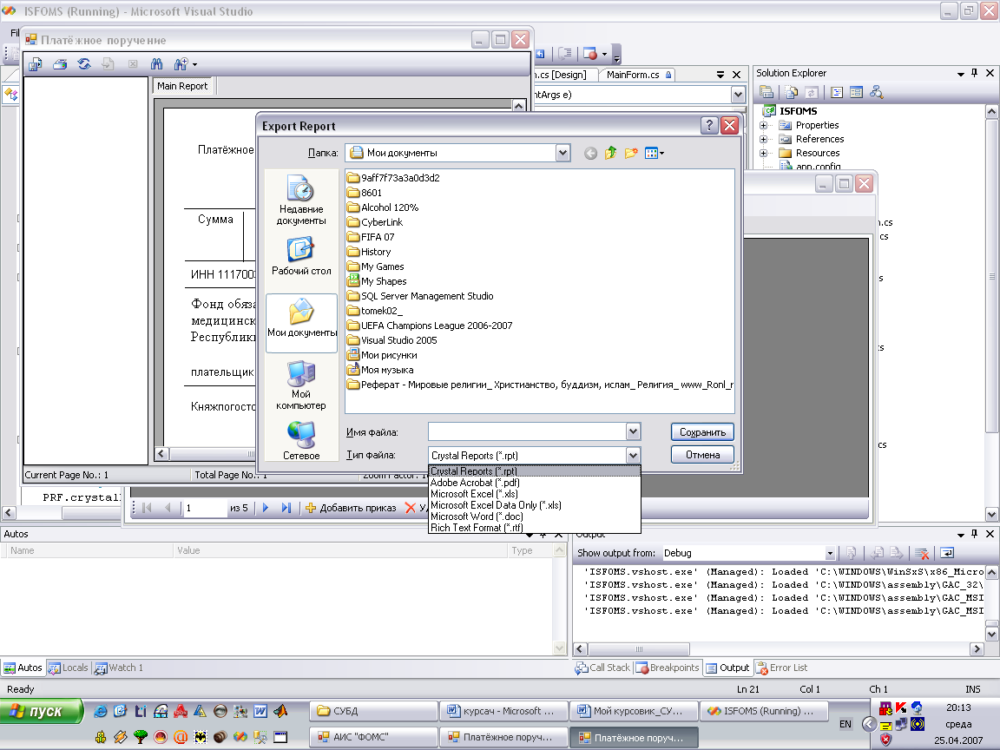 ISFOMS (Running) - Microsoft Visual Studio
Платёжное поручение
Main Report
n.cs [Design]
MainForm.cs
ntArgs e)
Solution Explorer
ISFOMS
Properties
References
Resources
app.config
Платёжное
Сумма
ИНН 111700
Фонд обяза
медицинск
Республики
плательщик
Княжпогост
Export Report
Папка:
Мои документы
Недавние документы
Рабочий стол
Мои документы
Мой компьютер
Сетевое
9aff7f73a3a0d3d2
8601
Alcohol 120%
CyberLink
FIFA 07
History
My Games
My Shapes
SQL Server Management Studio
tomek02_
UEFA Champions League 2006-2007
Visual Studio 2005
Мои рисунки
Моя музыка
Реферат - Мировые религии_ Христианство, буддизм, ислам_ Религия_ www_Ronl_r
Имя файла:
Сохранить
Тип файла:
Crystal Reports (*.rpt)
Отмена
Crystal Reports (*.rpt)
Adobe Acrobat (*.pdf)
Microsoft Excel (*.xls)
Microsoft Excel Data Only (*.xls)
Microsoft Word (*.doc)
Rich Text Format (*.rtf)
n.cs
cs
s
cs
cs
Current Page No.: 1
Total Page No.: 1
Zoom Factor: 1
PRF.crystal
1
из 5
Добавить приказ
Autos
Name
Value
Type
Output
Show output from:
Debug
'ISFOMS.vshost.exe' (Managed): Loaded 'C:\WINDOWS\WinSxS\x86_Micro
'ISFOMS.vshost.exe' (Managed): Loaded 'C:\WINDOWS\assembly\GAC_32\
'ISFOMS.vshost.exe' (Managed): Loaded 'C:\WINDOWS\assembly\GAC_MSI
'ISFOMS.vshost.exe' (Managed): Loaded 'C:\WINDOWS\assembly\GAC_MSI
Autos
Locals
Watch 1
Call Stack
Breakpoints
Output
Error List
Ready
Ln 21
Col 1
Ch 1
INS
пуск
СУБД
курсач - Microsoft ...
Мой курсовик_СУ...
ISFOMS (Running) ...
АИС "ФОМС"
Платёжное поруч...
Платёжное поруч...
EN
20:13
среда
25.04.2007